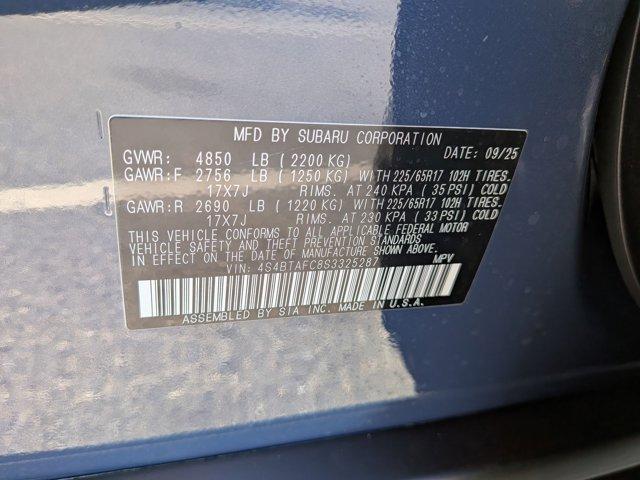 MFD BY SUBARU CORPORATION
GVWR: 4850 LB ( 2200 KG) DATE: 09/25
GAWR:F 2756 LB ( 1250 KG) WITH 225/65R17 102H TIRES.
17X7J RIMS. AT 240 KPA ( 35 PSI) COLD
GAWR:R 2690 LB ( 1220 KG) WITH 225/65R17 102H TIRES.
17X7J RIMS. AT 230 KPA ( 33 PSI) COLD
THIS VEHICLE CONFORMS TO ALL APPLICABLE FEDERAL MOTOR
VEHICLE SAFETY AND THEFT PREVENTION STANDARDS
IN EFFECT ON THE DATE OF MANUFACTURE SHOWN ABOVE.
VIN: 4S4BTAFC8S3325287 MPV
ASSEMBLED BY SIA INC. MADE IN U.S.A.